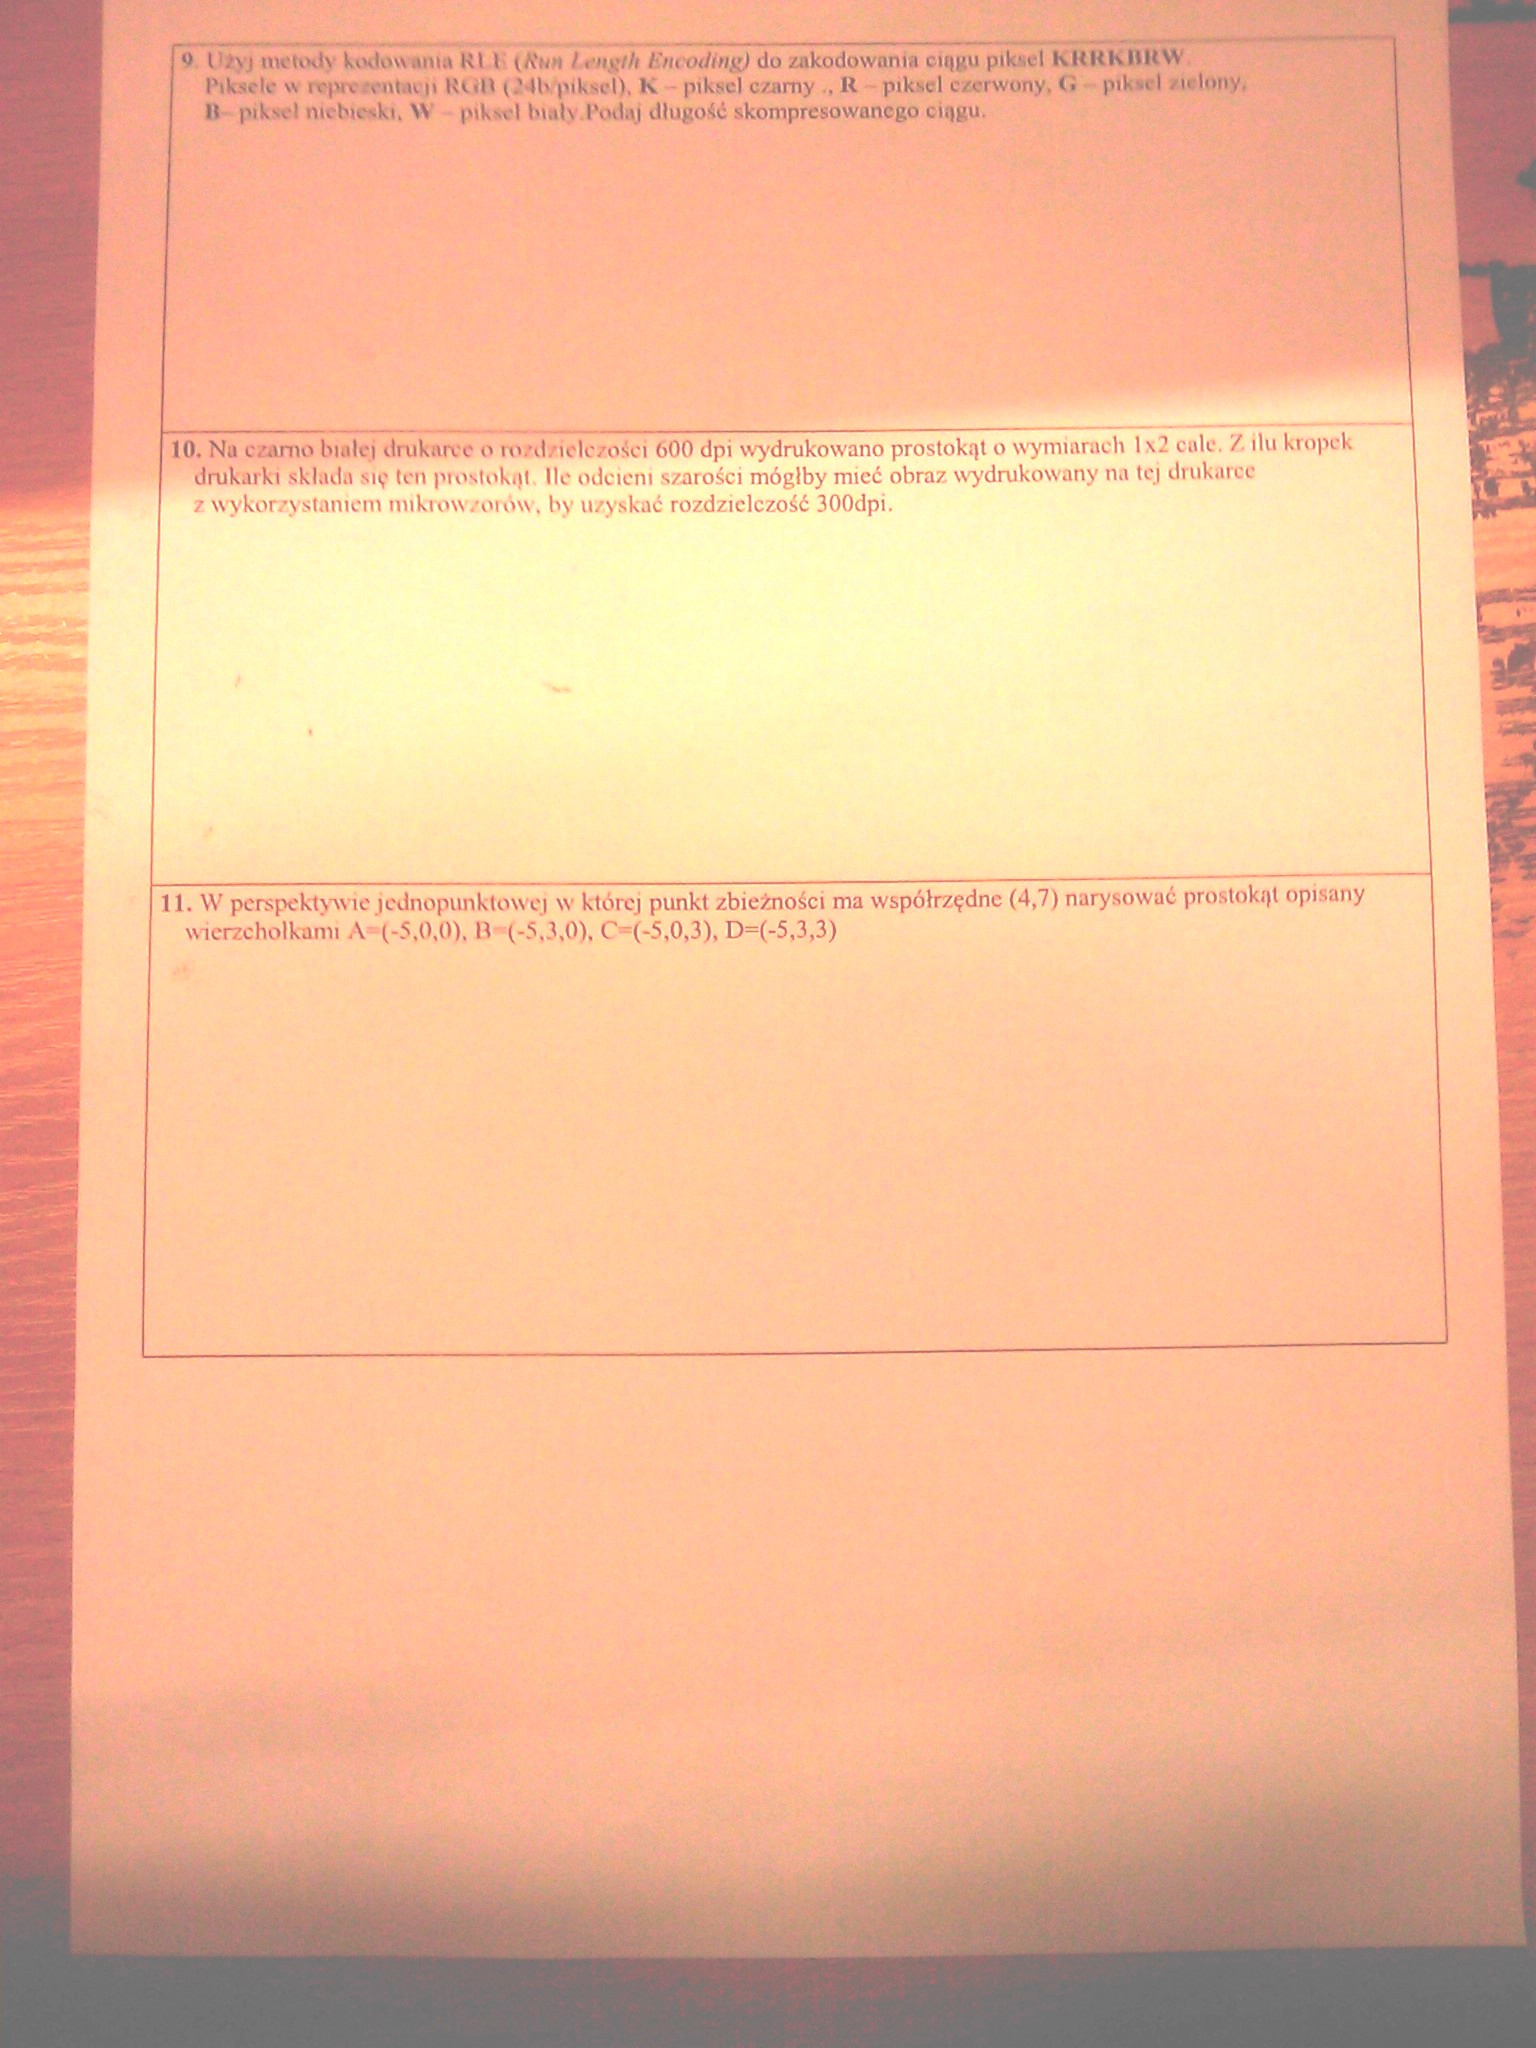 9. Użyj metody kodowania RLE (Run Length Encoding) do zakodowania ciągu piksel KRRKBRW.
Piksele w reprezentacji RGB (24b/piksel), K – piksel czarny ., R – piksel czerwony, G – piksel zielony,
B– piksel niebieski, W – piksel biały.Podaj długość skompresowanego ciągu.
10. Na czarno białej drukarce o rozdzielczości 600 dpi wydrukowano prostokąt o wymiarach 1x2 cale. Z ilu kropek
drukarki składa się ten prostokąt. Ile odcieni szarości mógłby mieć obraz wydrukowany na tej drukarce
z wykorzystaniem mikrowzorów, by uzyskać rozdzielczość 300dpi.
11. W perspektywie jednopunktowej w której punkt zbieżności ma współrzędne (4,7) narysować prostokąt opisany
wierzchołkami A=(-5,0,0), B=(-5,3,0), C=(-5,0,3), D=(-5,3,3)